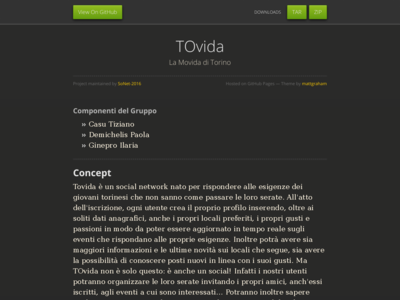 View On GitHub
DOWNLOADS
TAR
ZIP
TOvida
La Movida di Torino
Project maintained by SoNet-2016
Hosted on GitHub Pages — Theme by mattgraham
Componenti del Gruppo
» Casu Tiziano
» Demichelis Paola
» Ginepro Ilaria
Concept
Tovida è un social network nato per rispondere alle esigenze dei
giovani torinesi che non sanno come passare le loro serate. All'atto
dell'iscrizione, ogni utente crea il proprio profilo inserendo, oltre ai
soliti dati anagrafici, anche i propri locali preferiti, i propri gusti e
passioni in modo da poter essere aggiornato in tempo reale sugli
eventi che rispondano alle proprie esigenze. Inoltre potrà avere sia
maggiori informazioni e le ultime novità sui locali che segue, sia avere
la possibilità di conoscere posti nuovi in linea con i suoi gusti. Ma
TOvida non è solo questo: è anche un social! Infatti i nostri utenti
potranno organizzare le loro serate invitando i propri amici, anch'essi
iscritti, agli eventi a cui sono interessati... Potranno inoltre sapere